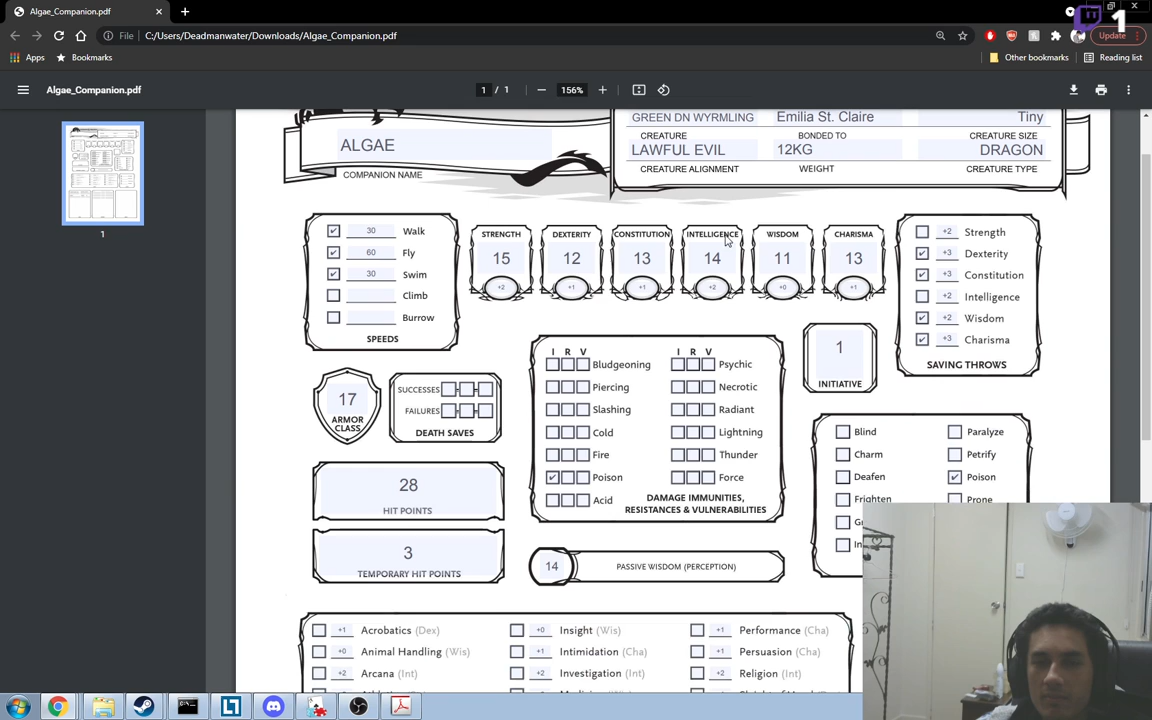 Algae_Companion.pdf
1
File C:/Users/Deadmanwater/Downloads/Algae_Companion.pdf
Update
Apps Bookmarks
Other bookmarks Reading list
Algae_Companion.pdf
1 / 1 156%
1
GREEN DN WYRMLING Emilia St. Claire Tiny
CREATURE BONDED TO CREATURE SIZE
ALGAE
LAWFUL EVIL 12KG DRAGON
COMPANION NAME
CREATURE ALIGNMENT WEIGHT CREATURE TYPE
30 Walk
60 Fly
30 Swim
Climb
Burrow
SPEEDS
STRENGTH DEXTERITY CONSTITUTION INTELLIGENCE WISDOM CHARISMA
15 12 13 14 11 13
+2 +1 +1 +2 +0 +1
+2 Strength
+3 Dexterity
+3 Constitution
+2 Intelligence
+2 Wisdom
+3 Charisma
SAVING THROWS
1
INITIATIVE
17
ARMOR
CLASS
SUCCESSES
FAILURES
DEATH SAVES
I R V I R V
Bludgeoning Psychic
Piercing Necrotic
Slashing Radiant
Cold Lightning
Fire Thunder
Poison Force
Acid
DAMAGE IMMUNITIES,
RESISTANCES & VULNERABILITIES
Blind Paralyze
Charm Petrify
Deafen Poison
Frighten Prone
28
HIT POINTS
3
TEMPORARY HIT POINTS
14 PASSIVE WISDOM (PERCEPTION)
+1 Acrobatics (Dex) +0 Insight (Wis) +1 Performance (Cha)
+0 Animal Handling (Wis) +1 Intimidation (Cha) +1 Persuasion (Cha)
+2 Arcana (Int) +2 Investigation (Int) +2 Religion (Int)